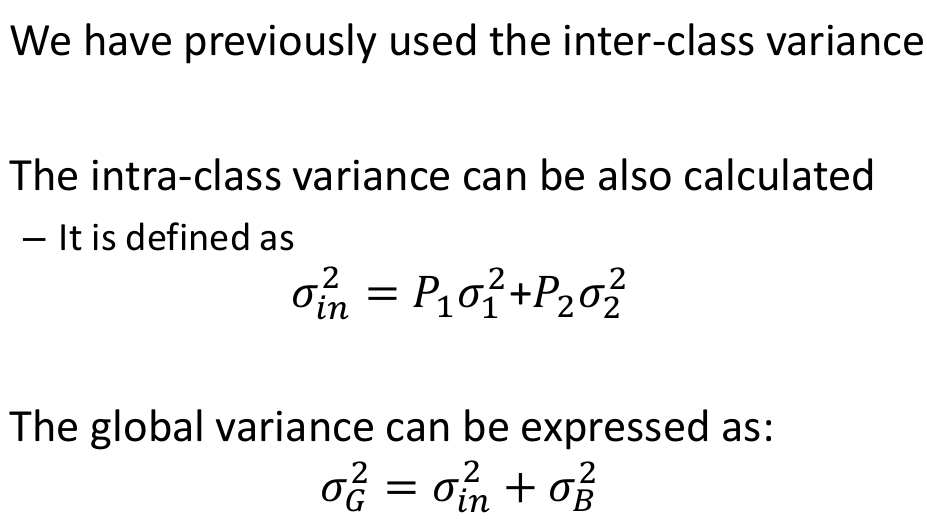 We have previously used the inter-class variance
The intra-class variance can be also calculated
– It is defined as
$\sigma_{in}^2 = P_1\sigma_1^2 + P_2\sigma_2^2$
The global variance can be expressed as:
$\sigma_G^2 = \sigma_{in}^2 + \sigma_B^2$